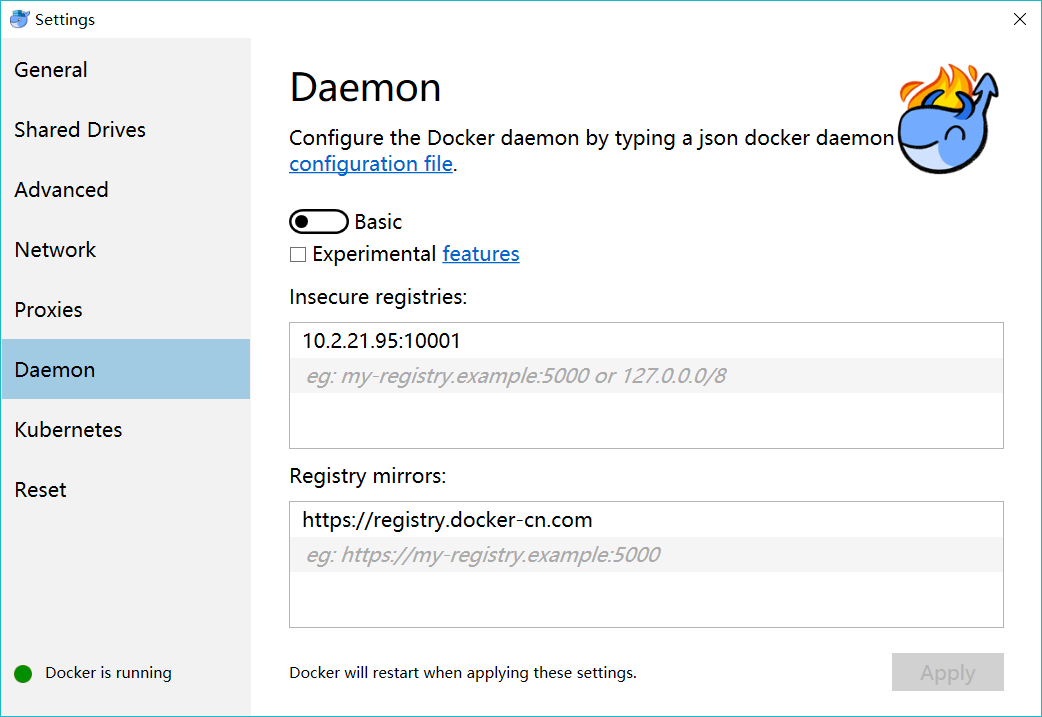 Settings
General
Shared Drives
Advanced
Network
Proxies
Daemon
Kubernetes
Reset
Docker is running
Daemon
Configure the Docker daemon by typing a json docker daemon
configuration file.
Basic
Experimental features
Insecure registries:
10.2.21.95:10001
eg: my-registry.example:5000 or 127.0.0.0/8
Registry mirrors:
https://registry.docker-cn.com
eg: https://my-registry.example:5000
Docker will restart when applying these settings.
Apply